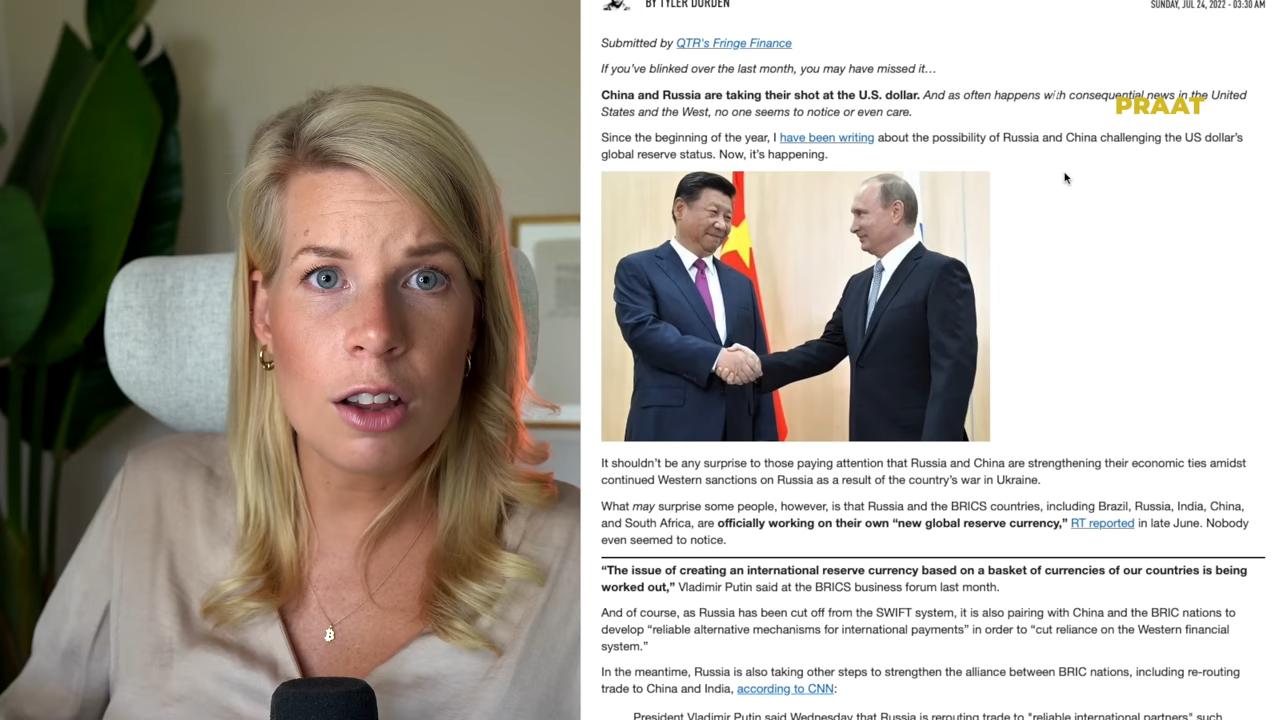 BY TYLER DURDEN
SUNDAY, JUL 24, 2022 - 03:30 AM
Submitted by QTR's Fringe Finance
If you've blinked over the last month, you may have missed it…
China and Russia are taking their shot at the U.S. dollar. And as often happens with consequential news in the United
States and the West, no one seems to notice or even care.
PRAAT
Since the beginning of the year, I have been writing about the possibility of Russia and China challenging the US dollar's
global reserve status. Now, it's happening.
It shouldn't be any surprise to those paying attention that Russia and China are strengthening their economic ties amidst
continued Western sanctions on Russia as a result of the country's war in Ukraine.
What may surprise some people, however, is that Russia and the BRICS countries, including Brazil, Russia, India, China,
and South Africa, are officially working on their own “new global reserve currency,” RT reported in late June. Nobody
even seemed to notice.
“The issue of creating an international reserve currency based on a basket of currencies of our countries is being
worked out,” Vladimir Putin said at the BRICS business forum last month.
And of course, as Russia has been cut off from the SWIFT system, it is also pairing with China and the BRIC nations to
develop “reliable alternative mechanisms for international payments” in order to “cut reliance on the Western financial
system.”
In the meantime, Russia is also taking other steps to strengthen the alliance between BRIC nations, including re-routing
trade to China and India, according to CNN:
President Vladimir Putin said Wednesday that Russia is rerouting trade to "reliable international partners" such